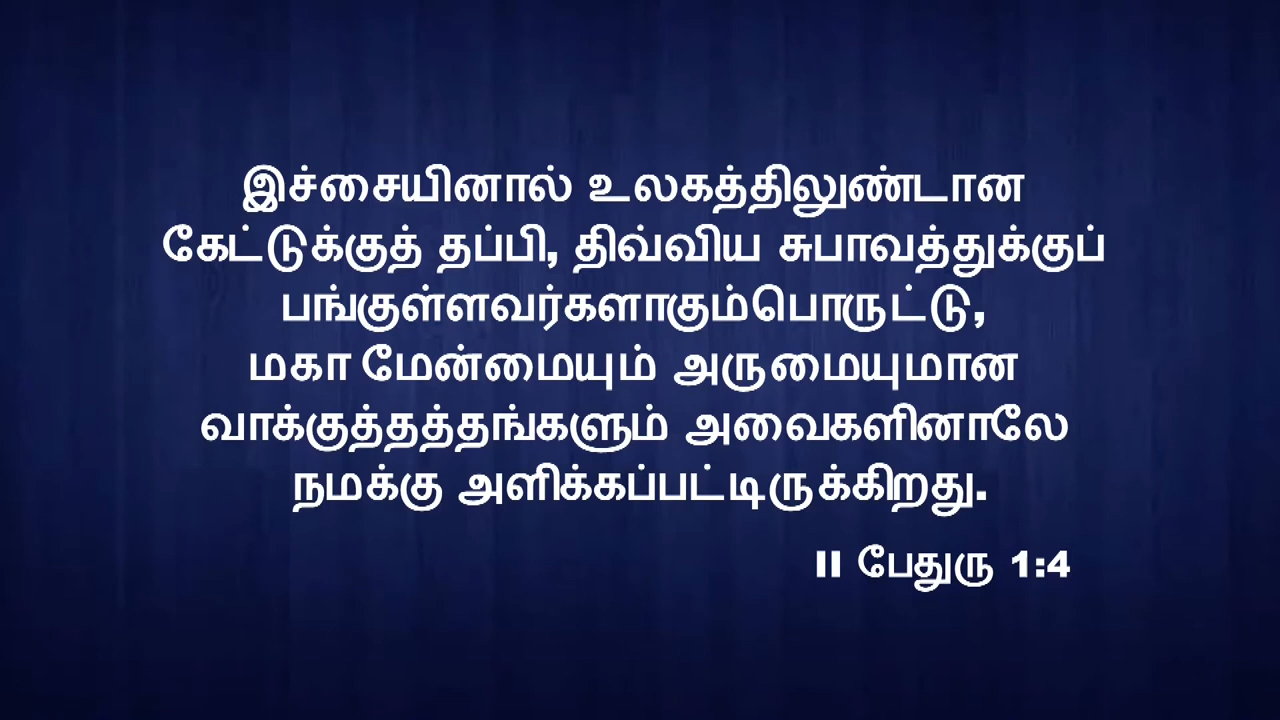 இச்சையினால் உலகத்திலுண்டான
கேட்டுக்குத் தப்பி, திவ்விய சுபாவத்துக்குப்
பங்குள்ளவர்களாகும்பொருட்டு,
மகா மேன்மையும் அருமையுமான
வாக்குத்தத்தங்களும் அவைகளினாலே
நமக்கு அளிக்கப்பட்டிருக்கிறது.
II பேதுரு 1:4